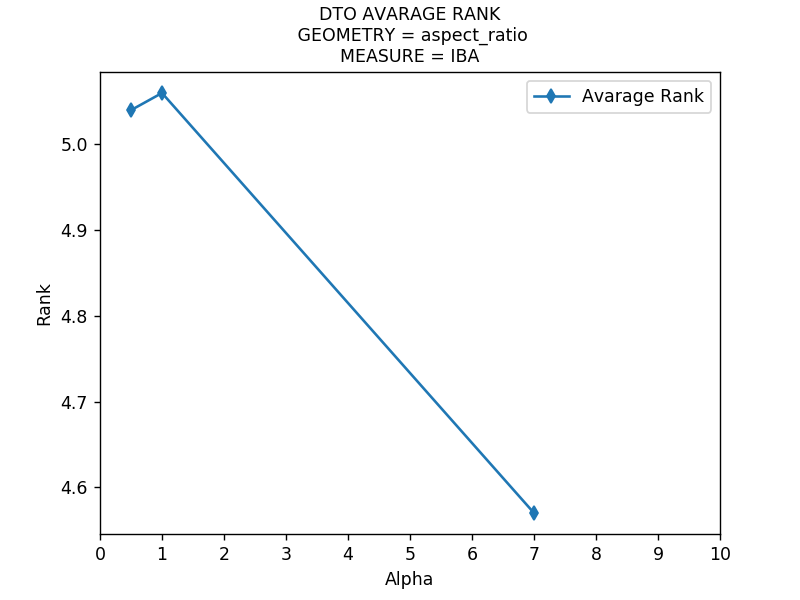 DTO AVARAGE RANK
GEOMETRY = aspect_ratio
MEASURE = IBA
Avarage Rank
5.0
4.9
4.8
4.7
4.6
Rank
0 1 2 3 4 5 6 7 8 9 10
Alpha